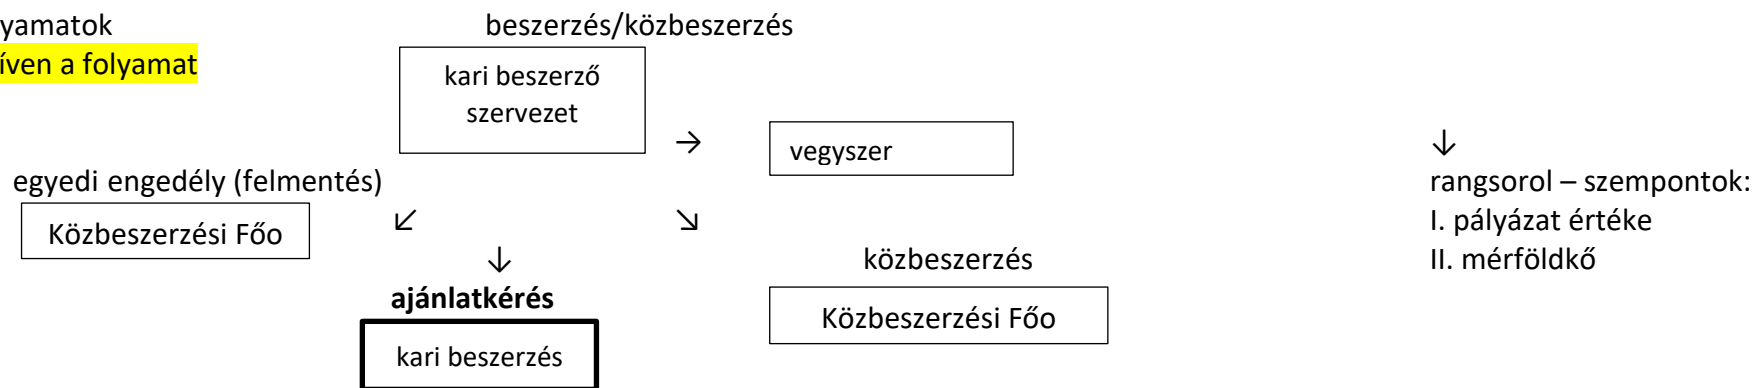 yamatok
beszerzés/közbeszerzés
íven a folyamat
kari beszerző
szervezet
→
vegyszer
↓
egyedi engedély (felmentés)
rangsorol – szempontok:
Közbeszerzési Főo
↙
↘
I. pályázat értéke
↓
közbeszerzés
II. mérföldkő
ajánlatkérés
Közbeszerzési Főo
kari beszerzés